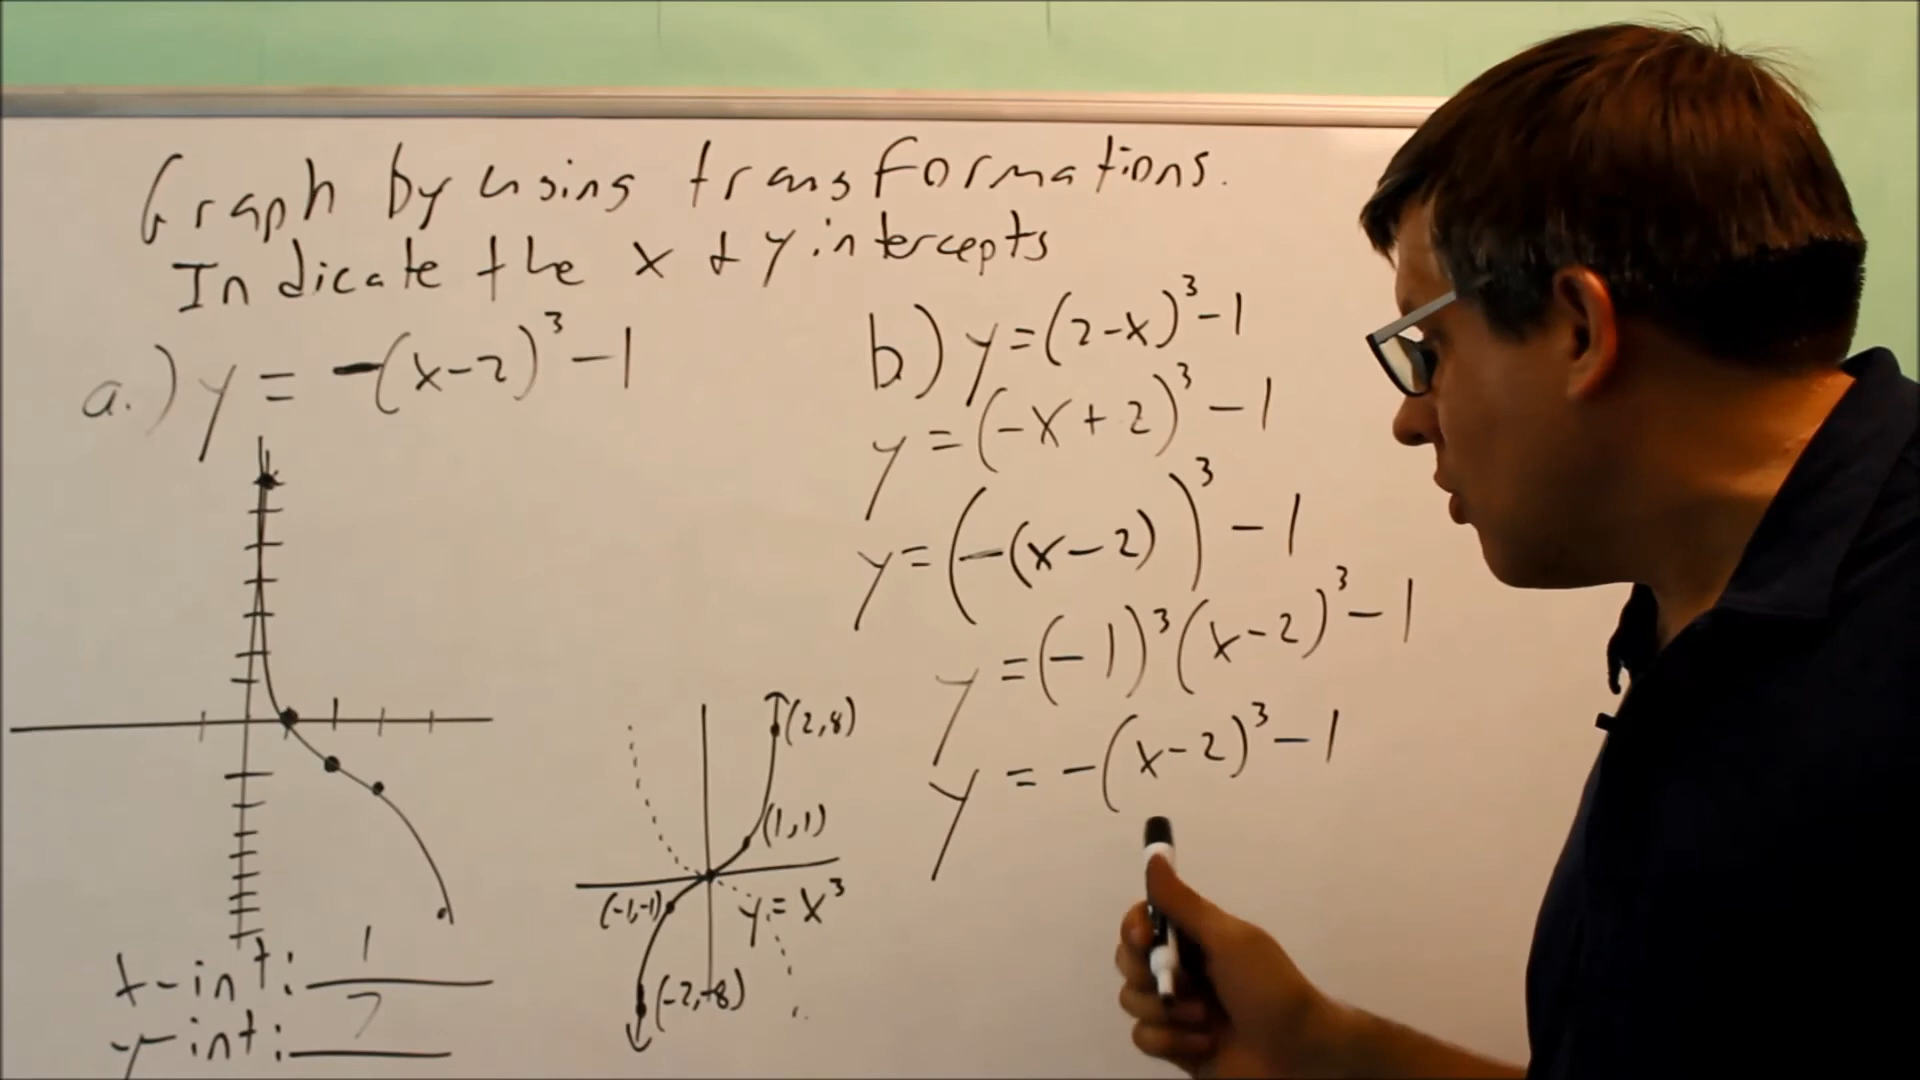 Graph by using transformations.
Indicate the x & y intercepts
a.) y = -(x-2)³-1
b.) y=(2-x)³-1
y=(-x+2)³-1
y=(-(x-2))³-1
y=(-1)³(x-2)³-1
y = -(x-2)³-1
(2,8)
(1,1)
(-1,-1)
y=x³
(-2,-8)
x-int: 1
y-int: 7